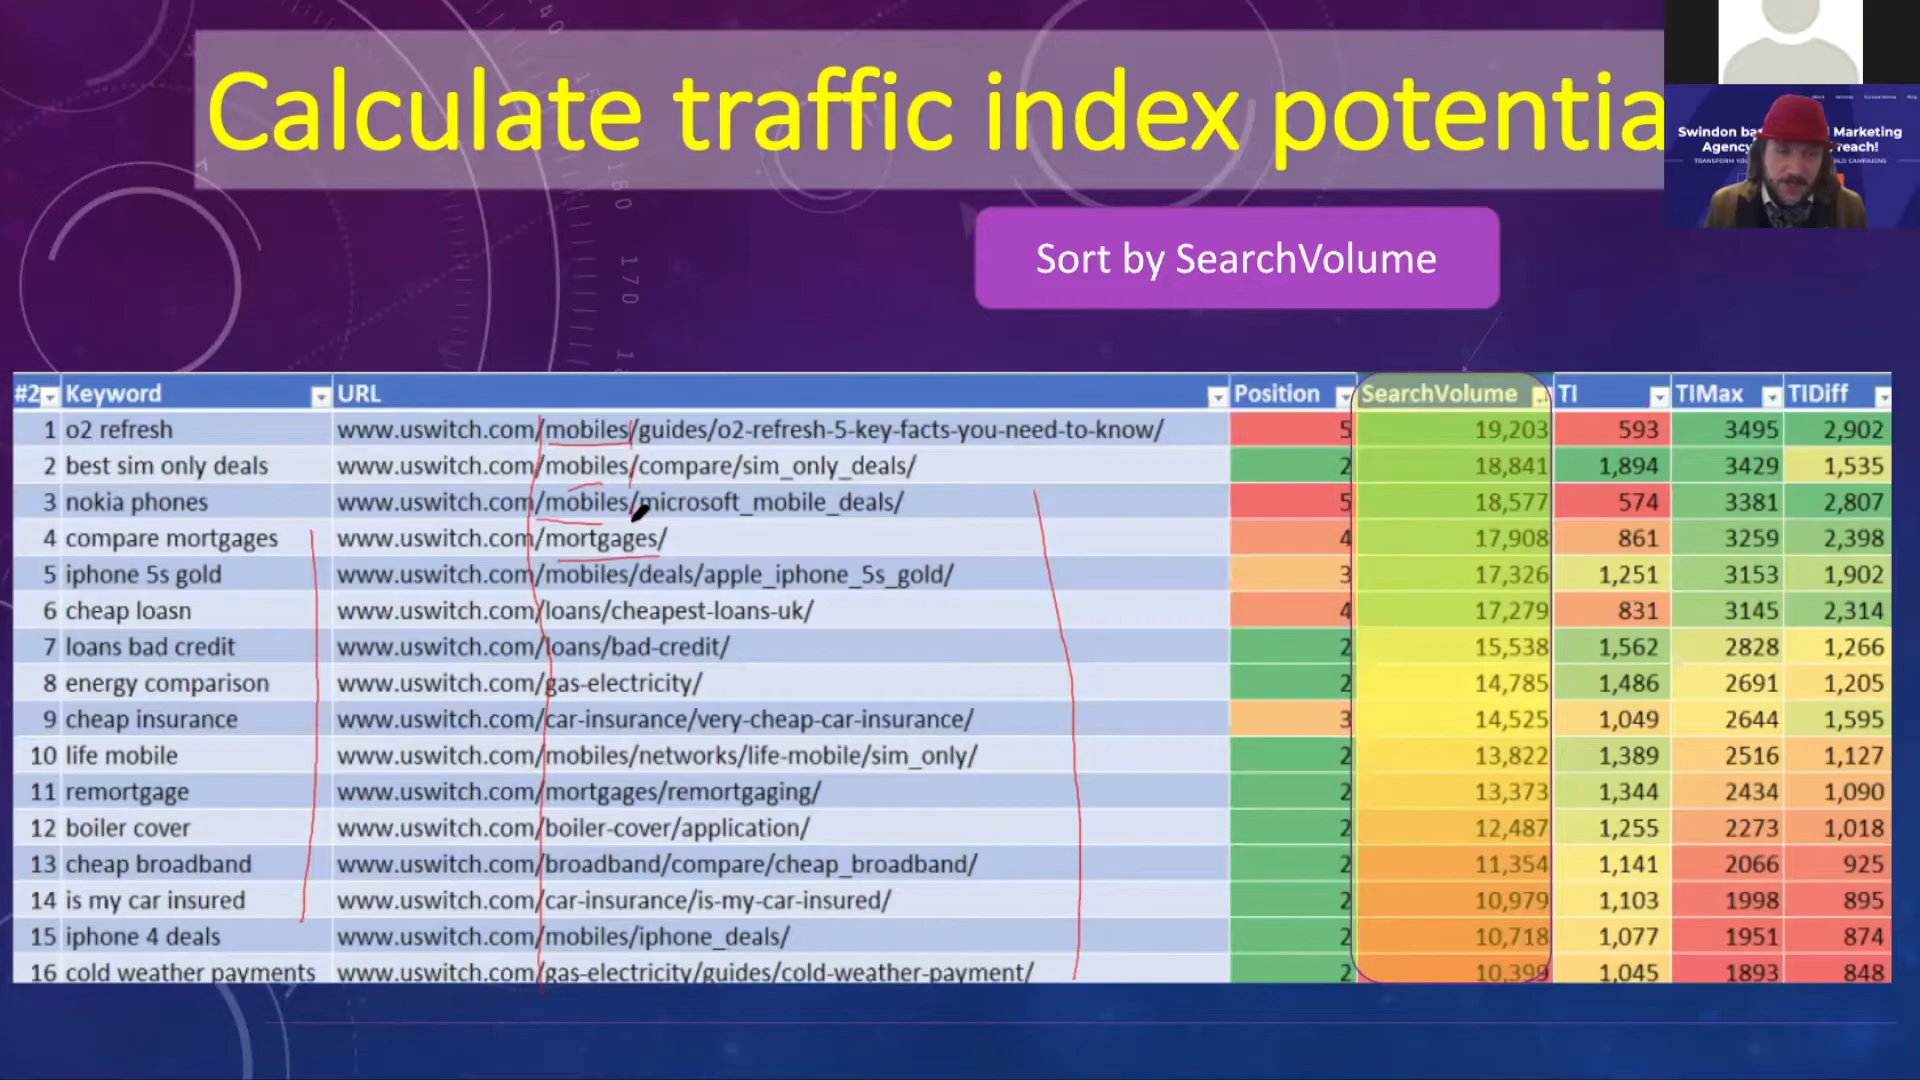 Calculate traffic index potentia
Swindon ba Marketing
Agency reach!
Sort by SearchVolume
#2 Keyword URL Position SearchVolume TI TIMax TIDiff
1 o2 refresh www.uswitch.com/mobiles/guides/o2-refresh-5-key-facts-you-need-to-know/ 5 19,203 593 3495 2,902
2 best sim only deals www.uswitch.com/mobiles/compare/sim_only_deals/ 2 18,841 1,894 3429 1,535
3 nokia phones www.uswitch.com/mobiles/microsoft_mobile_deals/ 5 18,577 574 3381 2,807
4 compare mortgages www.uswitch.com/mortgages/ 4 17,908 861 3259 2,398
5 iphone 5s gold www.uswitch.com/mobiles/deals/apple_iphone_5s_gold/ 3 17,326 1,251 3153 1,902
6 cheap loasn www.uswitch.com/loans/cheapest-loans-uk/ 4 17,279 831 3145 2,314
7 loans bad credit www.uswitch.com/loans/bad-credit/ 2 15,538 1,562 2828 1,266
8 energy comparison www.uswitch.com/gas-electricity/ 2 14,785 1,486 2691 1,205
9 cheap insurance www.uswitch.com/car-insurance/very-cheap-car-insurance/ 3 14,525 1,049 2644 1,595
10 life mobile www.uswitch.com/mobiles/networks/life-mobile/sim_only/ 2 13,822 1,389 2516 1,127
11 remortgage www.uswitch.com/mortgages/remortgaging/ 2 13,373 1,344 2434 1,090
12 boiler cover www.uswitch.com/boiler-cover/application/ 2 12,487 1,255 2273 1,018
13 cheap broadband www.uswitch.com/broadband/compare/cheap_broadband/ 2 11,354 1,141 2066 925
14 is my car insured www.uswitch.com/car-insurance/is-my-car-insured/ 2 10,979 1,103 1998 895
15 iphone 4 deals www.uswitch.com/mobiles/iphone_deals/ 2 10,718 1,077 1951 874
16 cold weather payments www.uswitch.com/gas-electricity/guides/cold-weather-payment/ 2 10,399 1,045 1893 848
160
170